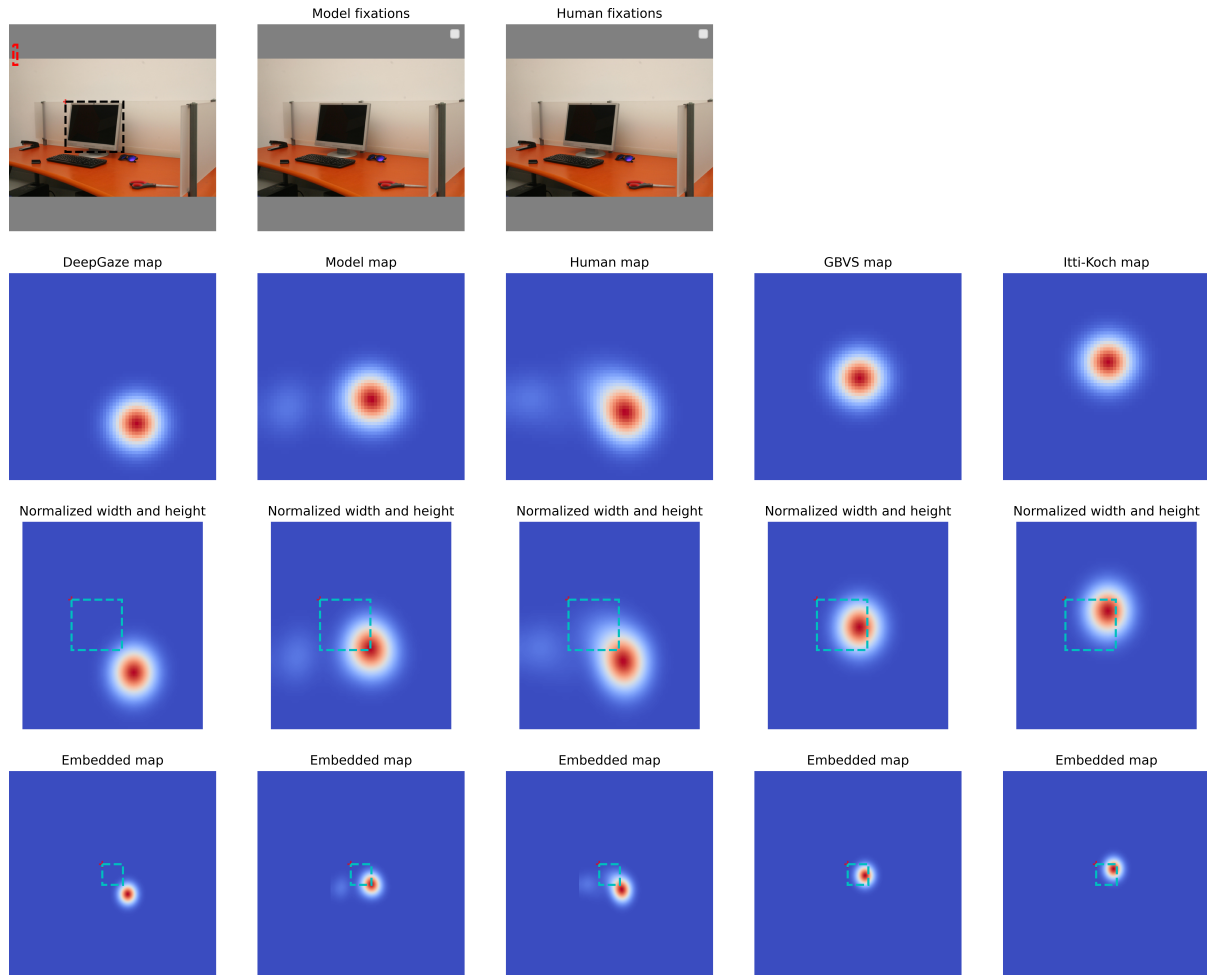 Model fixations
Human fixations
DeepGaze map
Model map
Human map
GBVS map
Itti-Koch map
Normalized width and height
Normalized width and height
Normalized width and height
Normalized width and height
Normalized width and height
Embedded map
Embedded map
Embedded map
Embedded map
Embedded map